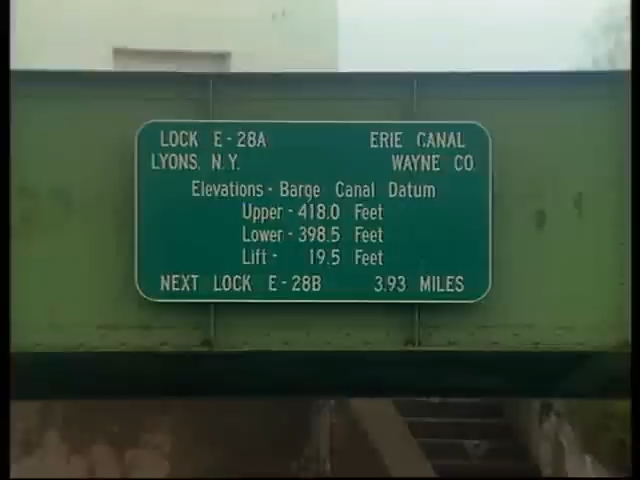 LOCK E-28A ERIE CANAL
LYONS, N.Y. WAYNE CO.
Elevations - Barge Canal Datum
Upper - 418.0 Feet
Lower - 398.5 Feet
Lift - 19.5 Feet
NEXT LOCK E-28B 3.93 MILES